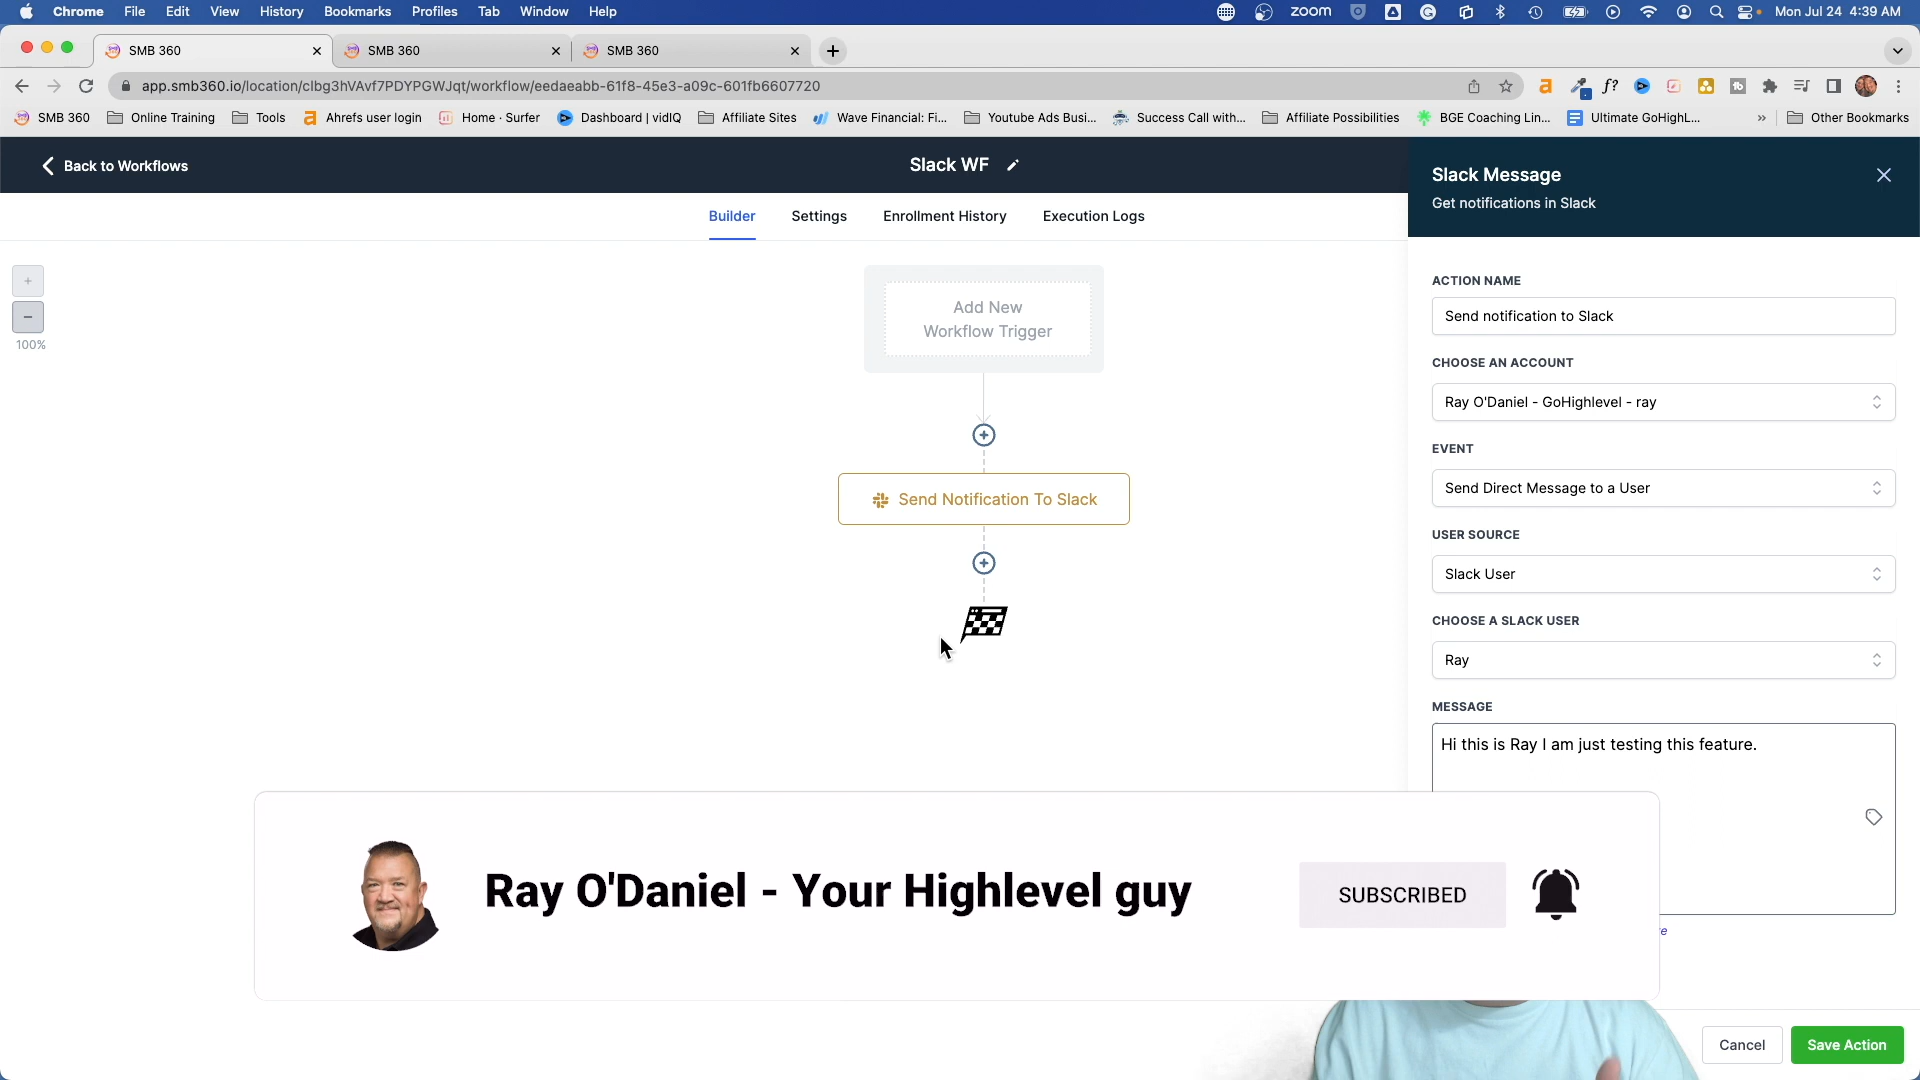 Chrome File Edit View History Bookmarks Profiles Tab Window Help zoom Mon Jul 24 4:39 AM
SMB 360 SMB 360 SMB 360
app.smb360.io/location/clbg3hVAvf7PDYPGWJqt/workflow/eedaeabb-61f8-45e3-a09c-601fb6607720
SMB 360 Online Training Tools Ahrefs user login Home · Surfer Dashboard | vidIQ Affiliate Sites Wave Financial: Fi... Youtube Ads Busi... Success Call with... Affiliate Possibilities BGE Coaching Lin... Ultimate GoHighL... » Other Bookmarks
Back to Workflows
Slack WF
Builder Settings Enrollment History Execution Logs
100%
Add New
Workflow Trigger
Send Notification To Slack
Slack Message
Get notifications in Slack
ACTION NAME
Send notification to Slack
CHOOSE AN ACCOUNT
Ray O'Daniel - GoHighlevel - ray
EVENT
Send Direct Message to a User
USER SOURCE
Slack User
CHOOSE A SLACK USER
Ray
MESSAGE
Hi this is Ray I am just testing this feature.
Ray O'Daniel - Your Highlevel guy
SUBSCRIBED
Cancel Save Action